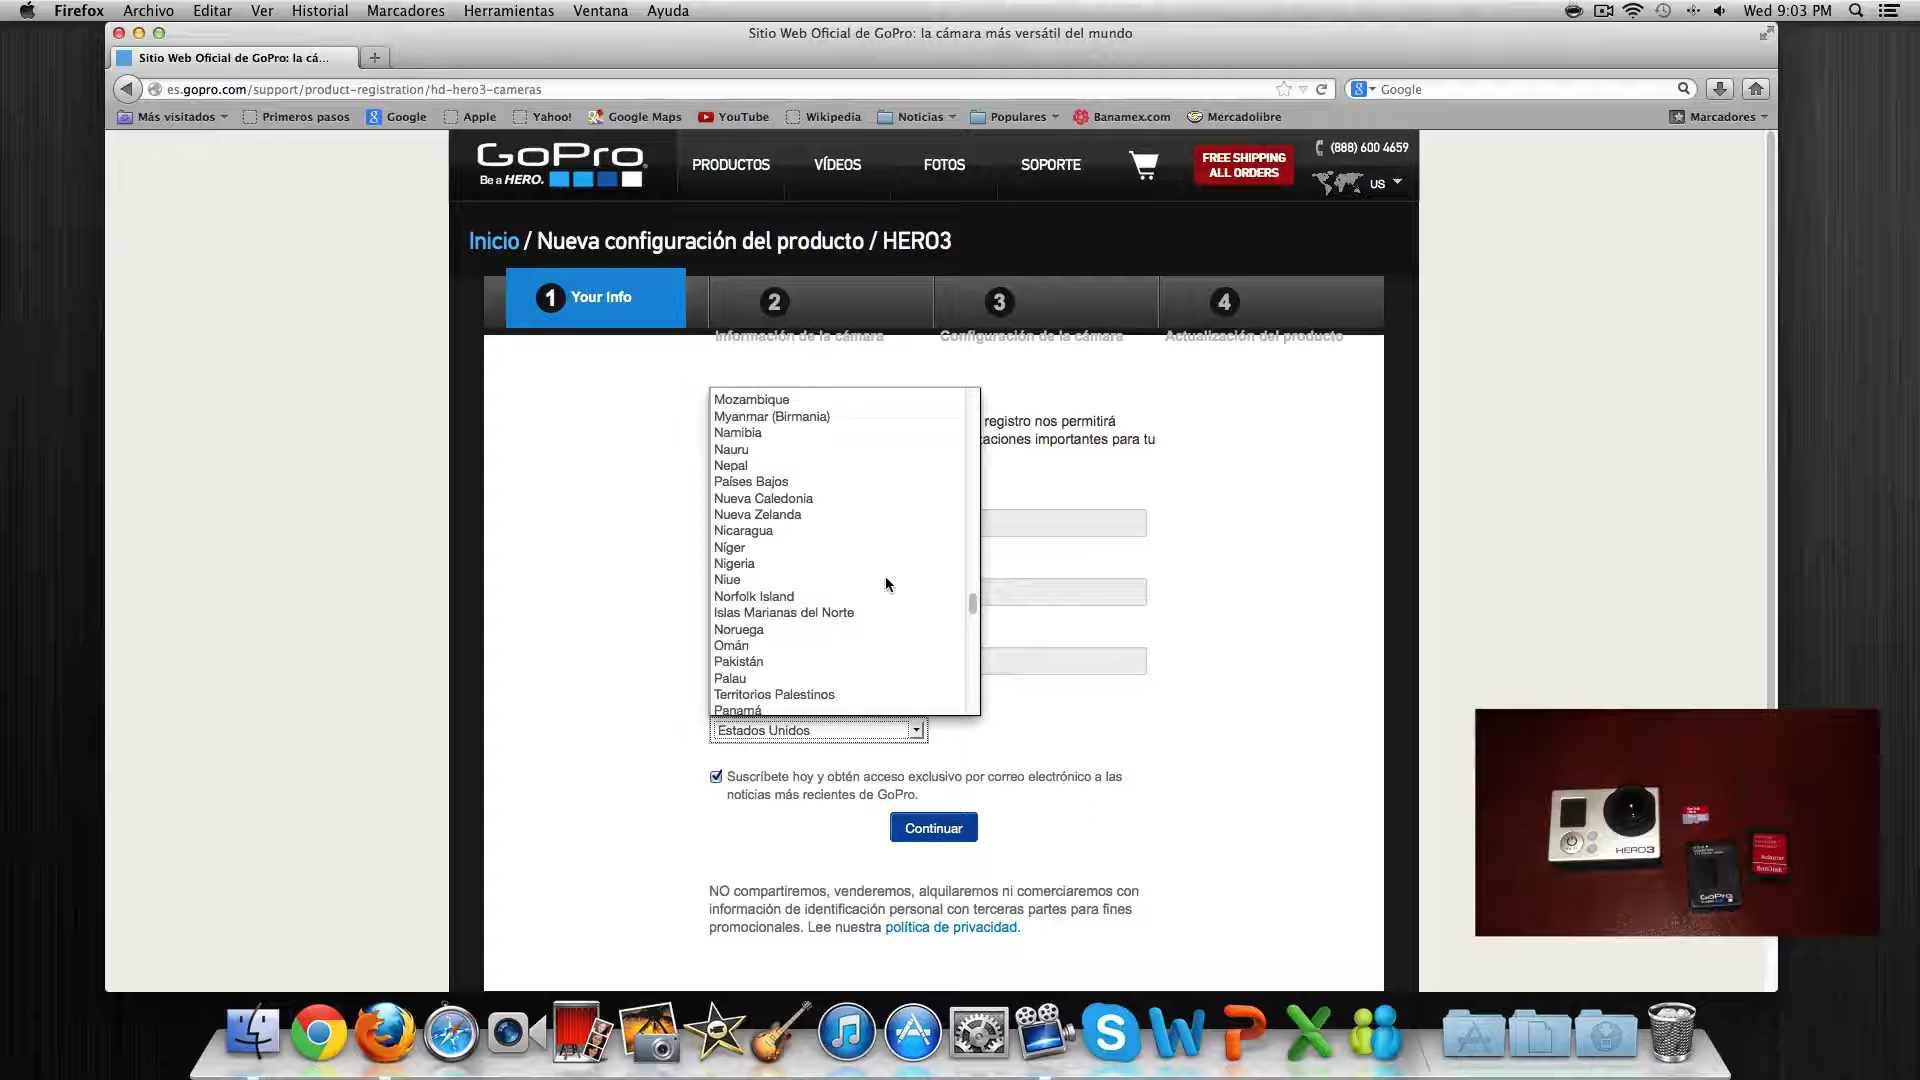 Firefox Archivo Editar Ver Historial Marcadores Herramientas Ventana Ayuda Wed 9:03 PM
Sitio Web Oficial de GoPro: la cámara más versátil del mundo
Sitio Web Oficial de GoPro: la cá...
es.gopro.com/support/product-registration/hd-hero3-cameras Google
Más visitados Primeros pasos Google Apple Yahoo! Google Maps YouTube Wikipedia Noticias Populares Banamex.com Mercadolibre Marcadores
GoPro
Be a HERO.
PRODUCTOS VÍDEOS FOTOS SOPORTE
FREE SHIPPING
ALL ORDERS
(888) 600 4659
US
Inicio / Nueva configuración del producto / HERO3
1 Your Info 2 3 4
Información de la cámara Configuración de la cámara Actualización del producto
registro nos permitirá
zaciones importantes para tu
Mozambique
Myanmar (Birmania)
Namibia
Nauru
Nepal
Países Bajos
Nueva Caledonia
Nueva Zelanda
Nicaragua
Níger
Nigeria
Niue
Norfolk Island
Islas Marianas del Norte
Noruega
Omán
Pakistán
Palau
Territorios Palestinos
Panamá
Estados Unidos
Suscríbete hoy y obtén acceso exclusivo por correo electrónico a las
noticias más recientes de GoPro.
Continuar
NO compartiremos, venderemos, alquilaremos ni comerciaremos con
información de identificación personal con terceras partes para fines
promocionales. Lee nuestra política de privacidad.
HERO3
GoPro
Adapter
SanDisk